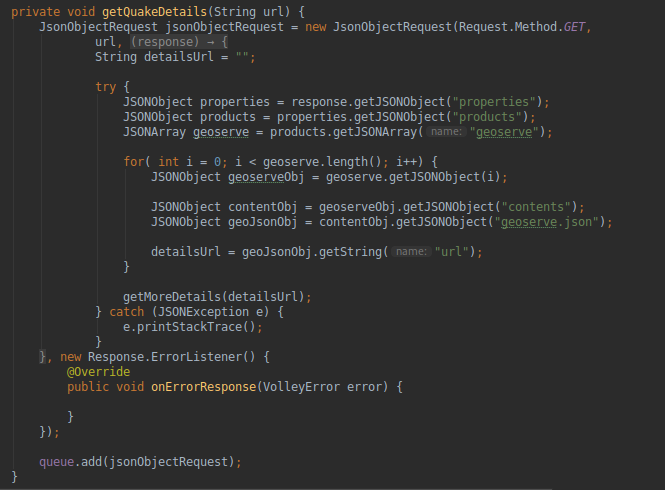 private void getQuakeDetails(String url) {
JsonObjectRequest jsonObjectRequest = new JsonObjectRequest(Request.Method.GET,
url, (response) → {
String detailsUrl = "";
try {
JSONObject properties = response.getJSONObject("properties");
JSONObject products = properties.getJSONObject("products");
JSONArray geoserve = products.getJSONArray( name: "geoserve");
for( int i = 0; i < geoserve.length(); i++) {
JSONObject geoserveObj = geoserve.getJSONObject(i);
JSONObject contentObj = geoserveObj.getJSONObject("contents");
JSONObject geoJsonObj = contentObj.getJSONObject("geoserve.json");
detailsUrl = geoJsonObj.getString( name: "url");
}
getMoreDetails(detailsUrl);
} catch (JSONException e) {
e.printStackTrace();
}
}, new Response.ErrorListener() {
@Override
public void onErrorResponse(VolleyError error) {
}
});
queue.add(jsonObjectRequest);
}